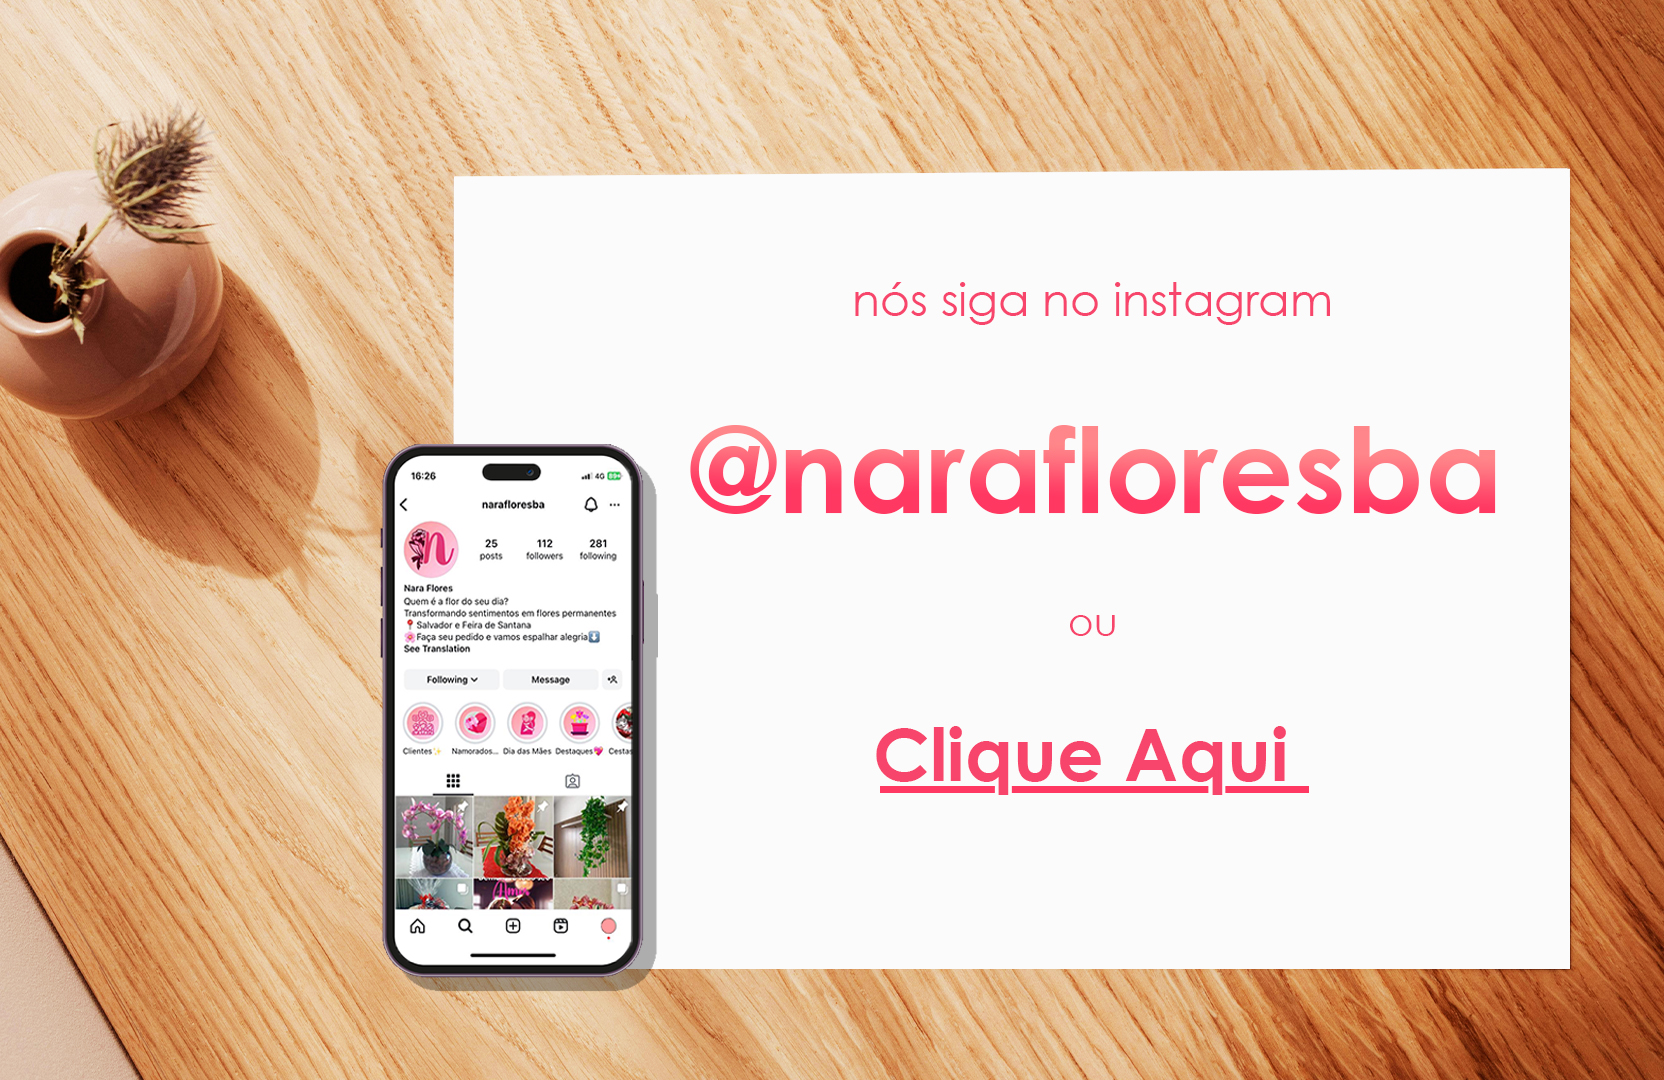 nós siga no instagram
@narafloresba
ou
Clique Aqui
16:26
4G
narafloresba
25 112 281
posts followers following
Nara Flores
Quem é a flor do seu dia?
Transformando sentimentos em flores permanentes
📍Salvador e Feira de Santana
🌸Faça seu pedido e vamos espalhar alegria⬇️
See Translation
Following Message
Clientes✨ Namorados... Dia das Mães Destaques💘 Cestas